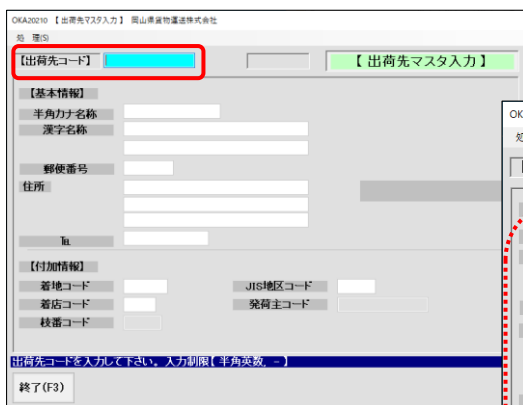 OKA20210 【 出荷先マスタ入力 】 岡山県貨物運送株式会社
処 理(S)
【出荷先コード】 【 出荷先マスタ入力 】
【基本情報】
半角カナ名称
漢字名称
郵便番号
住所
℡
【付加情報】
着地コード JIS地区コード
着店コード 発荷主コード
枝番コード
出荷先コードを入力して下さい。入力制限【 半角英数, - 】
終了(F3)
OK